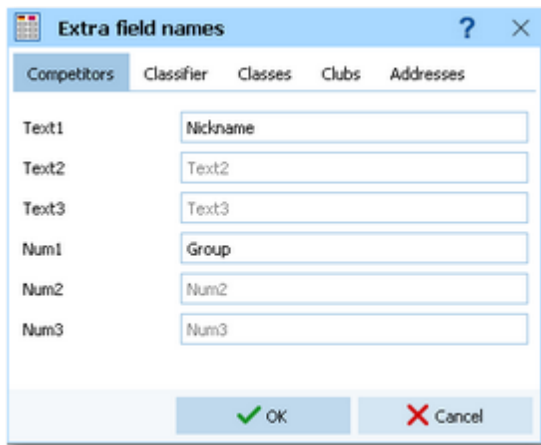 Extra field names ?
Competitors Classifier Classes Clubs Addresses
Text1 Nickname
Text2 Text2
Text3 Text3
Num1 Group
Num2 Num2
Num3 Num3
OK Cancel